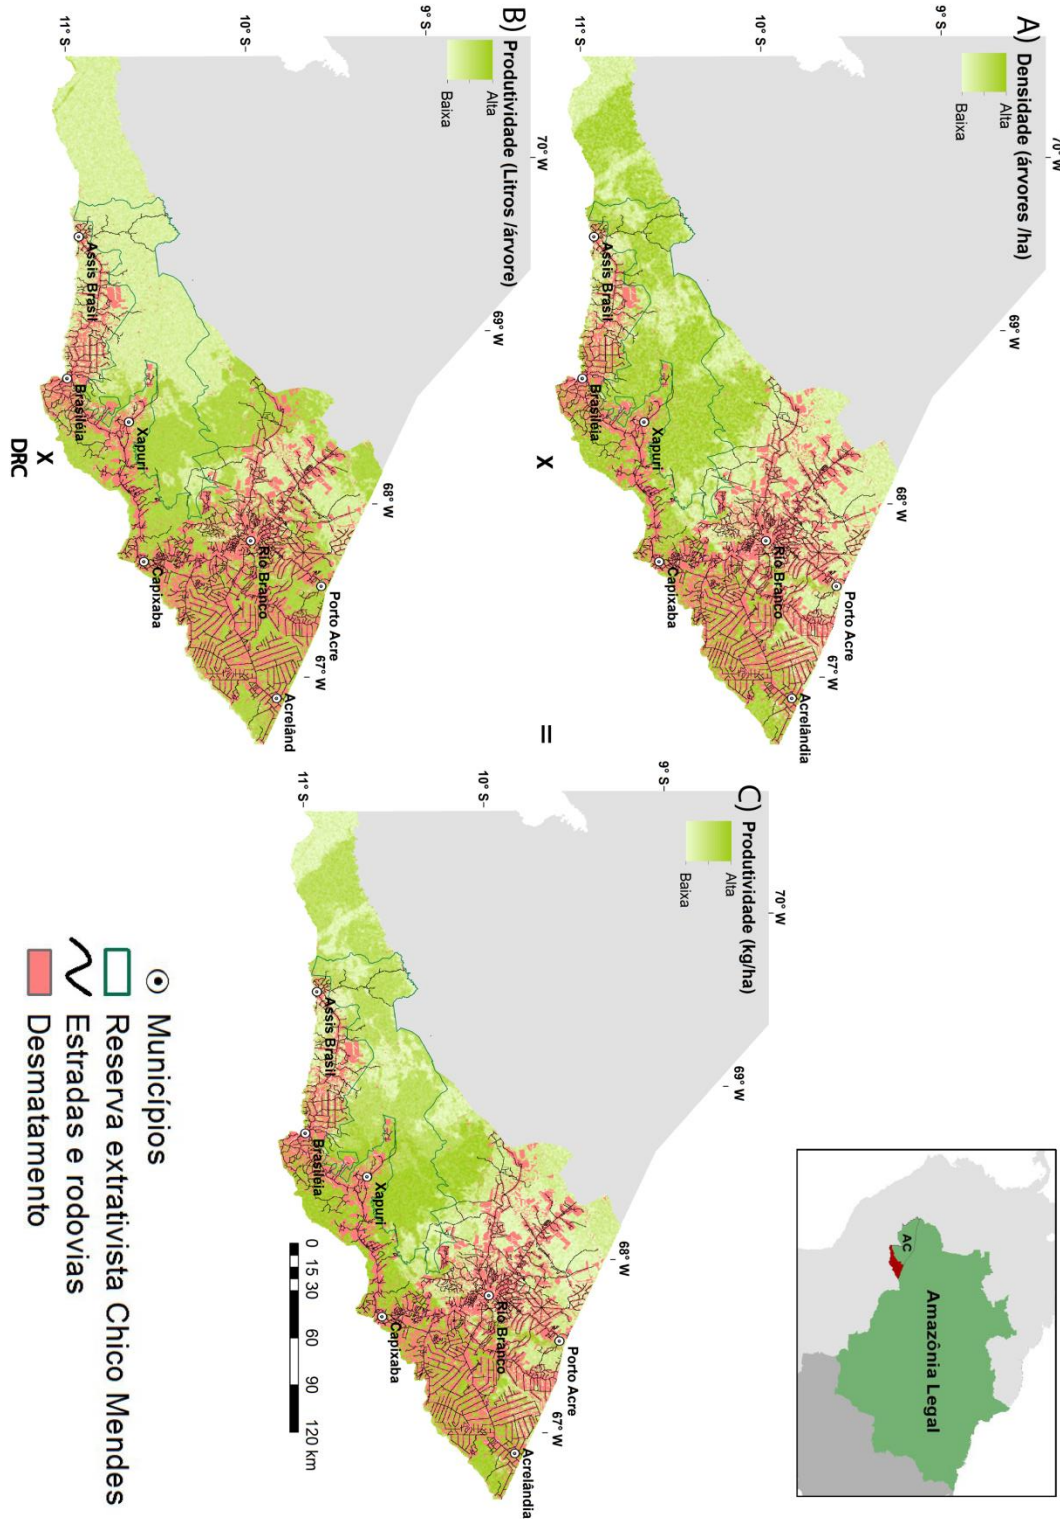 A) Densidade (árvores /ha)
Alta
Baixa
70° W
69° W
68° W
67° W
9° S
10° S
11° S
Assis Brasil
Brasiléia
Xapuri
Capixaba
Rio Branco
Porto Acre
Acrelândia
X
B) Produtividade (Litros /árvore)
Alta
Baixa
70° W
69° W
68° W
67° W
9° S
10° S
11° S
Assis Brasil
Brasiléia
Xapuri
Capixaba
Rio Branco
Porto Acre
Acrelând
X
DRC
=
C) Produtividade (kg/ha)
Alta
Baixa
70° W
69° W
68° W
67° W
9° S
10° S
11° S
Assis Brasil
Brasiléia
Xapuri
Capixaba
Rio Branco
Porto Acre
Acrelândia
0 15 30 60 90 120 km
AC
Amazônia Legal
Municípios
Reserva extrativista Chico Mendes
Estradas e rodovias
Desmatamento